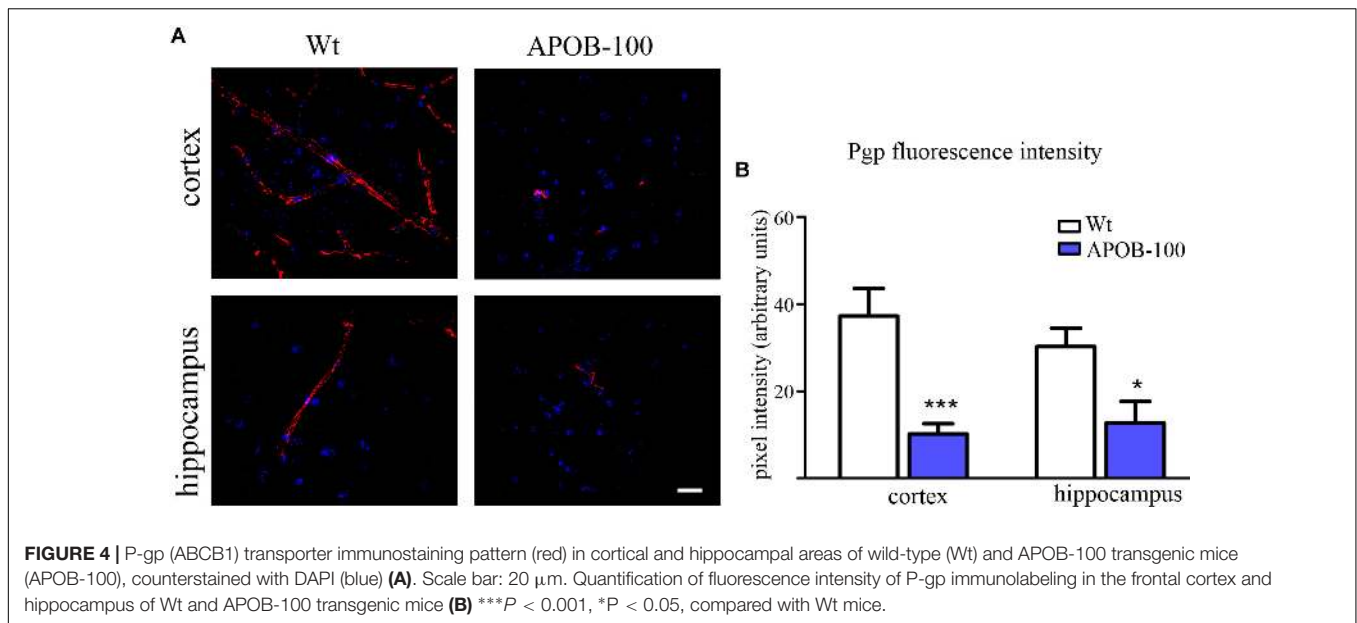 A
Wt
APOB-100
cortex
hippocampus
Pgp fluorescence intensity
B
pixel intensity (arbitrary units)
60
40
20
Wt
APOB-100
***
*
cortex
hippocampus
FIGURE 4 | P-gp (ABCB1) transporter immunostaining pattern (red) in cortical and hippocampal areas of wild-type (Wt) and APOB-100 transgenic mice
(APOB-100), counterstained with DAPI (blue) (A). Scale bar: 20 μm. Quantification of fluorescence intensity of P-gp immunolabeling in the frontal cortex and
hippocampus of Wt and APOB-100 transgenic mice (B) ***P < 0.001, *P < 0.05, compared with Wt mice.